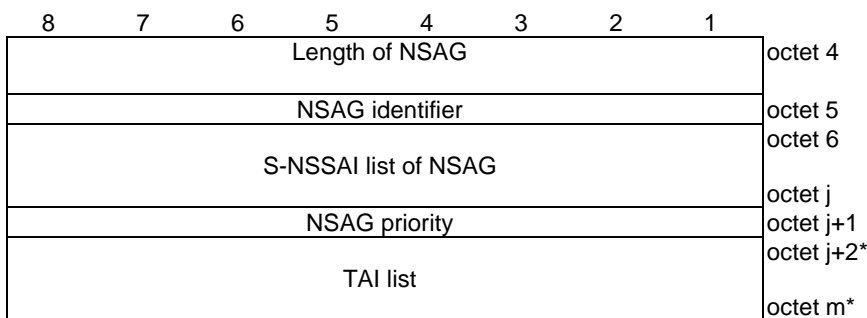 8 7 6 5 4 3 2 1
Length of NSAG octet 4
NSAG identifier octet 5
octet 6
S-NSSAI list of NSAG
octet j
NSAG priority octet j+1
octet j+2*
TAI list
octet m*